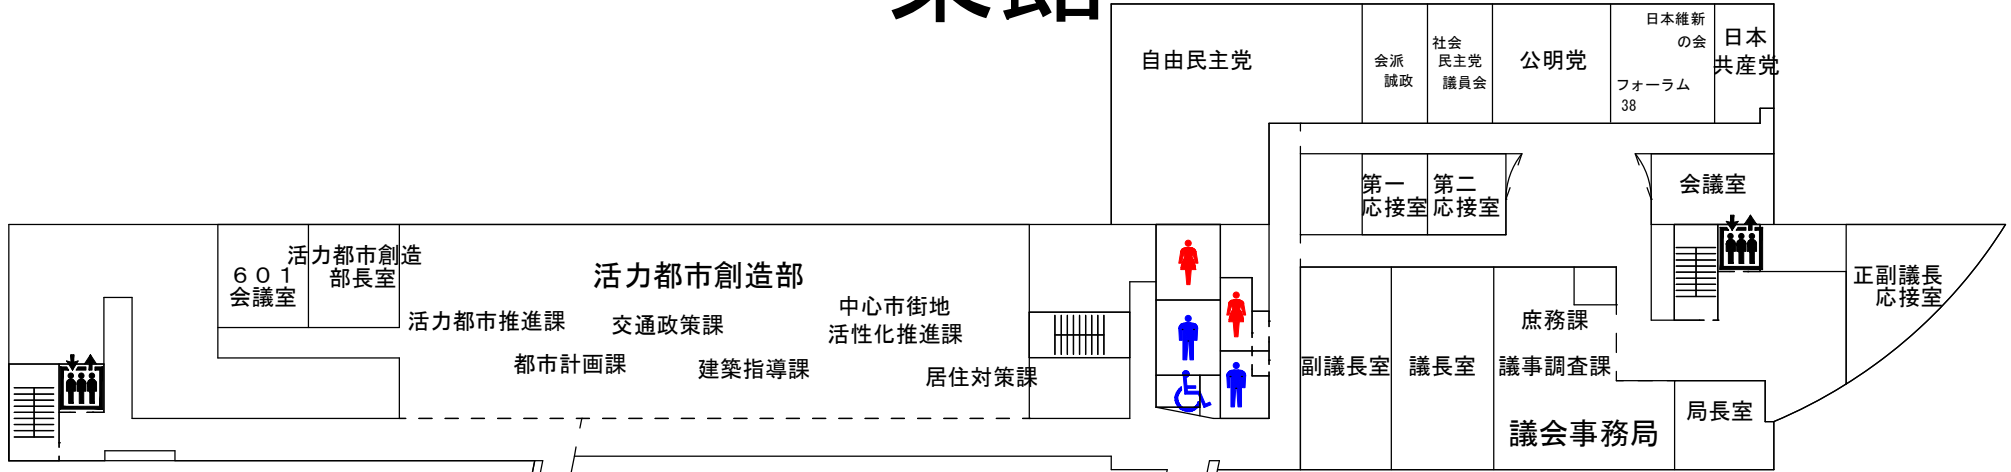 自由民主党
会派
誠政
社会
民主党
議員会
公明党
日本維新
の会
フォーラム
38
日本
共産党
第一
応接室
第二
応接室
会議室
６０１
会議室
活力都市創造
部長室
活力都市創造部
活力都市推進課
交通政策課
中心市街地
活性化推進課
都市計画課
建築指導課
居住対策課
副議長室
議長室
庶務課
議事調査課
議会事務局
局長室
正副議長
応接室